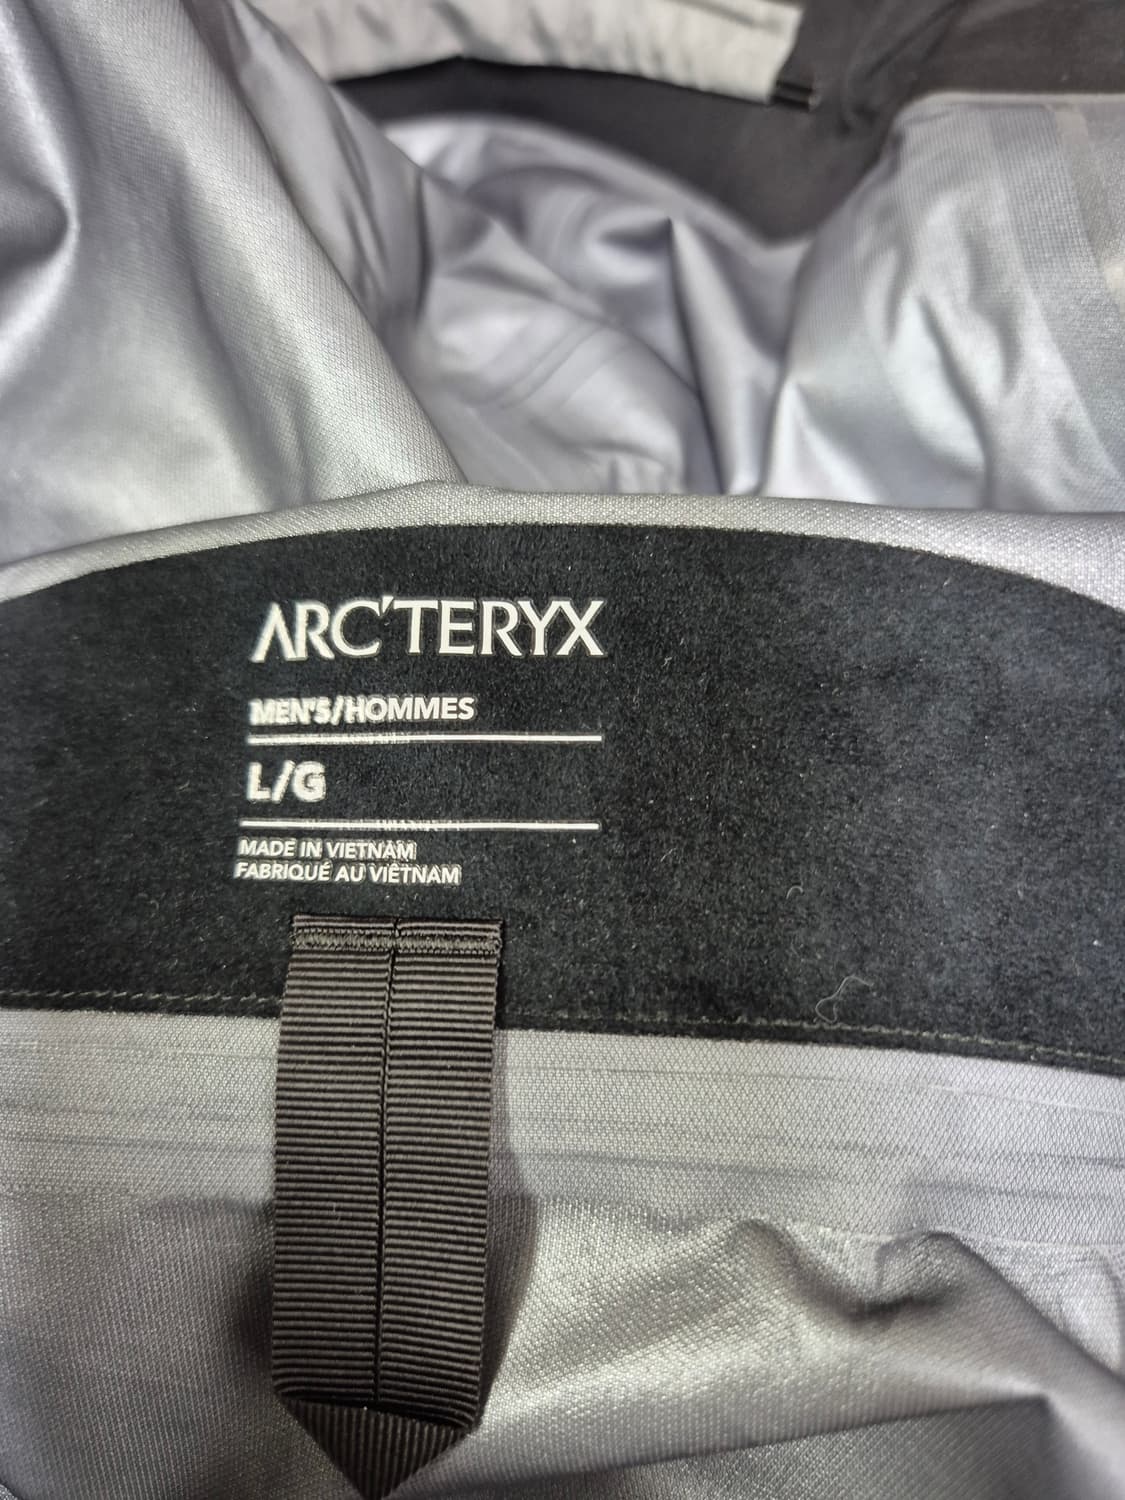 ARC'TERYX
MEN'S/HOMMES
L/G
MADE IN VIETNAM
FABRIQUÉ AU VIÊTNAM